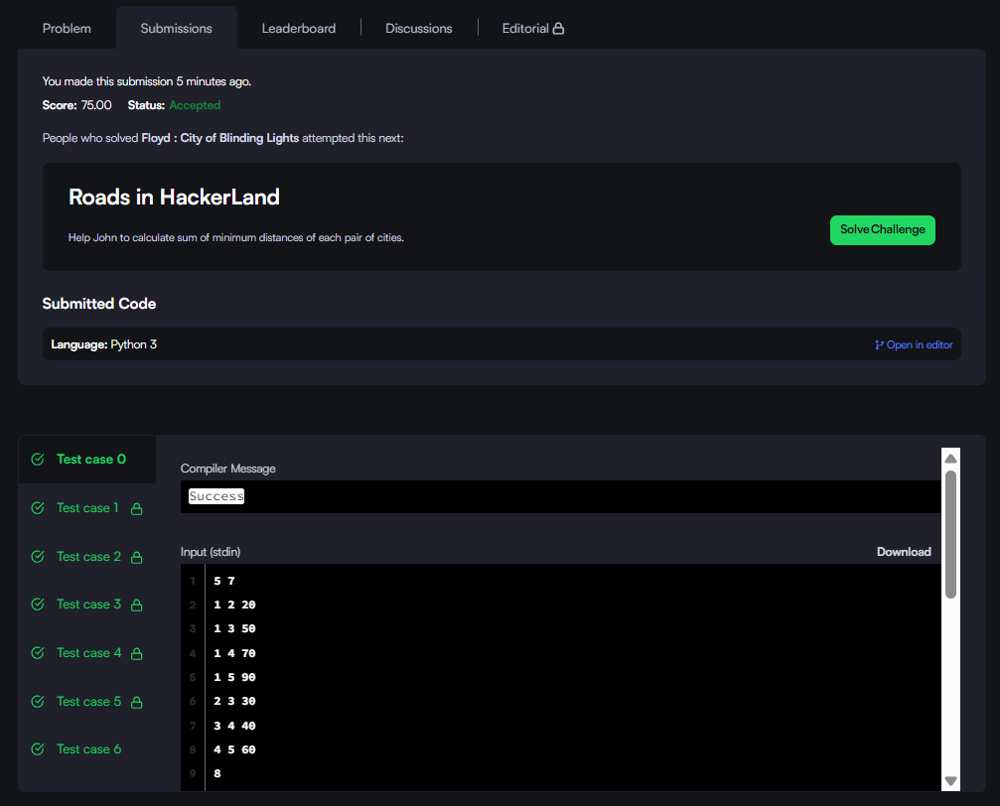 Problem Submissions Leaderboard Discussions Editorial
You made this submission 5 minutes ago.
Score: 75.00 Status: Accepted
People who solved Floyd : City of Blinding Lights attempted this next:
Roads in HackerLand
Help John to calculate sum of minimum distances of each pair of cities.
Solve Challenge
Submitted Code
Language: Python 3
Open in editor
Test case 0
Test case 1
Test case 2
Test case 3
Test case 4
Test case 5
Test case 6
Compiler Message
Success
Input (stdin)
Download
1 5 7
2 1 2 20
3 1 3 50
4 1 4 70
5 1 5 90
6 2 3 30
7 3 4 40
8 4 5 60
9 8